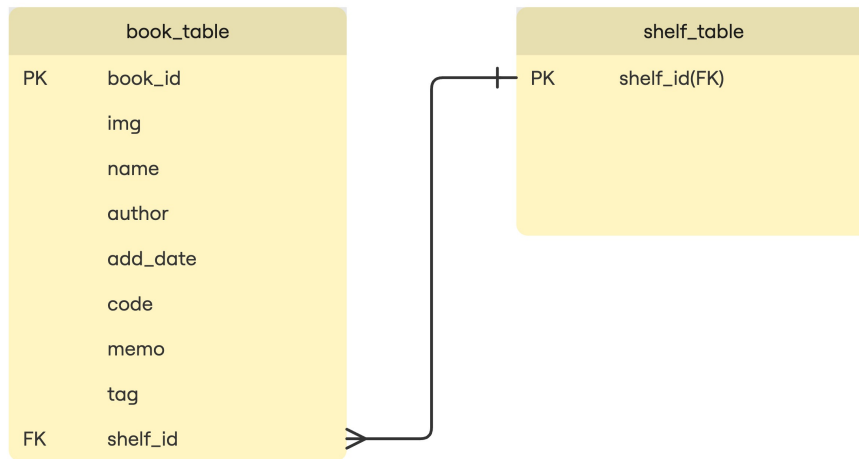 book_table
PK book_id
img
name
author
add_date
code
memo
tag
FK shelf_id
shelf_table
PK shelf_id(FK)